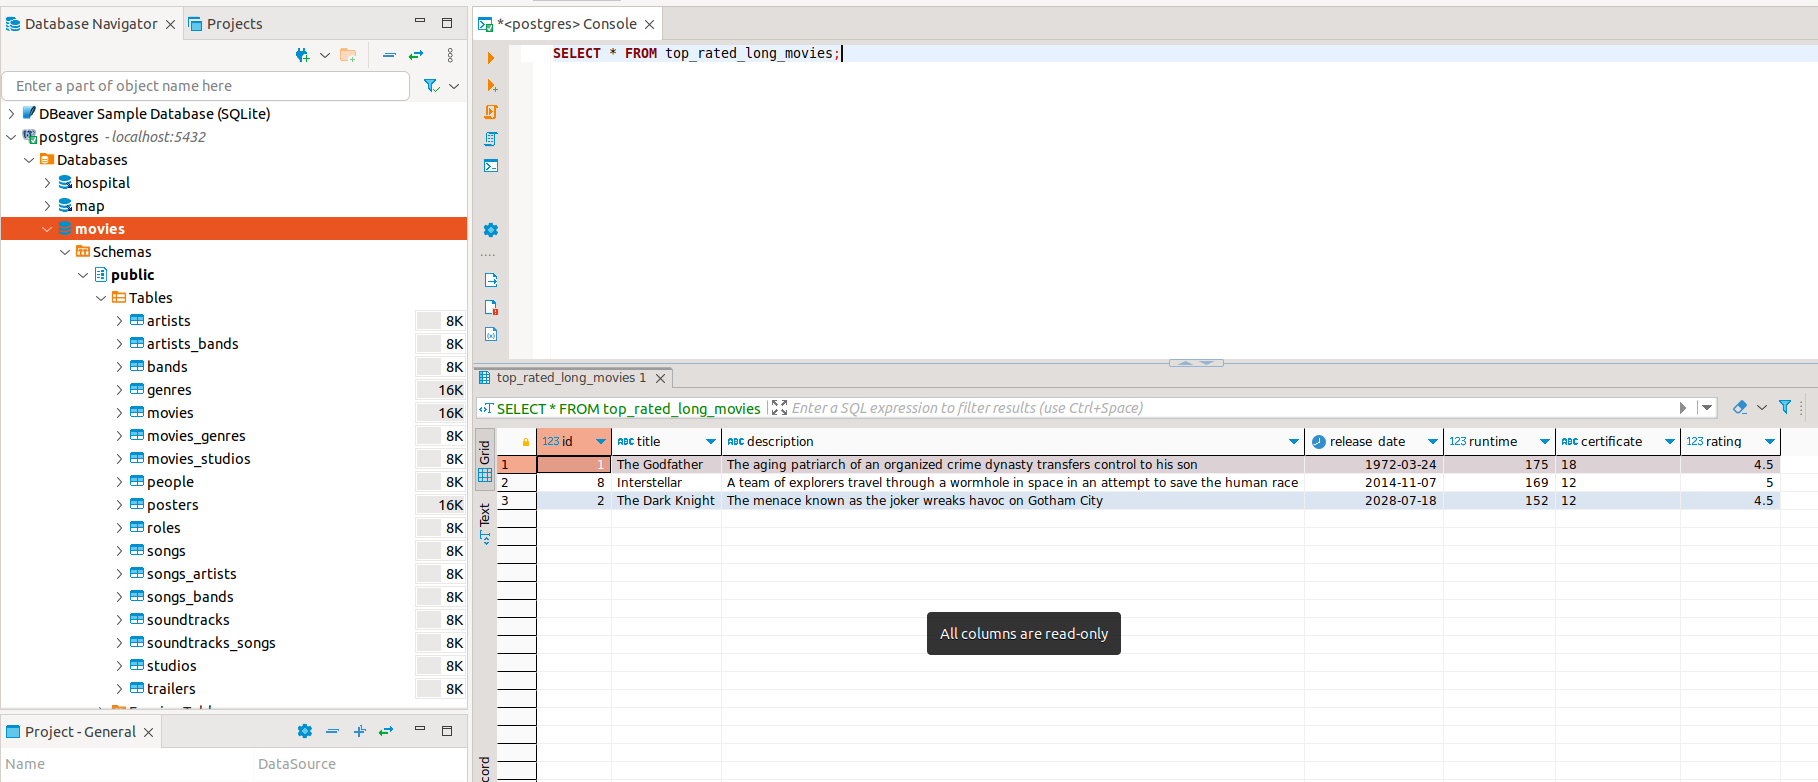 Database Navigator
Projects
Enter a part of object name here
DBeaver Sample Database (SQLite)
postgres - localhost:5432
Databases
hospital
map
movies
Schemas
public
Tables
artists 8K
artists_bands 8K
bands 8K
genres 16K
movies 16K
movies_genres 8K
movies_studios 8K
people 8K
posters 16K
roles 8K
songs 8K
songs_artists 8K
songs_bands 8K
soundtracks 8K
soundtracks_songs 8K
studios 8K
trailers 8K
Project - General
Name DataSource
*<postgres> Console
SELECT * FROM top_rated_long_movies;
top_rated_long_movies 1
SELECT * FROM top_rated_long_movies Enter a SQL expression to filter results (use Ctrl+Space)
Grid
Text
123 id ABC title ABC description release_date 123 runtime ABC certificate 123 rating
1 1 The Godfather The aging patriarch of an organized crime dynasty transfers control to his son 1972-03-24 175 18 4.5
2 8 Interstellar A team of explorers travel through a wormhole in space in an attempt to save the human race 2014-11-07 169 12 5
3 2 The Dark Knight The menace known as the joker wreaks havoc on Gotham City 2028-07-18 152 12 4.5
All columns are read-only